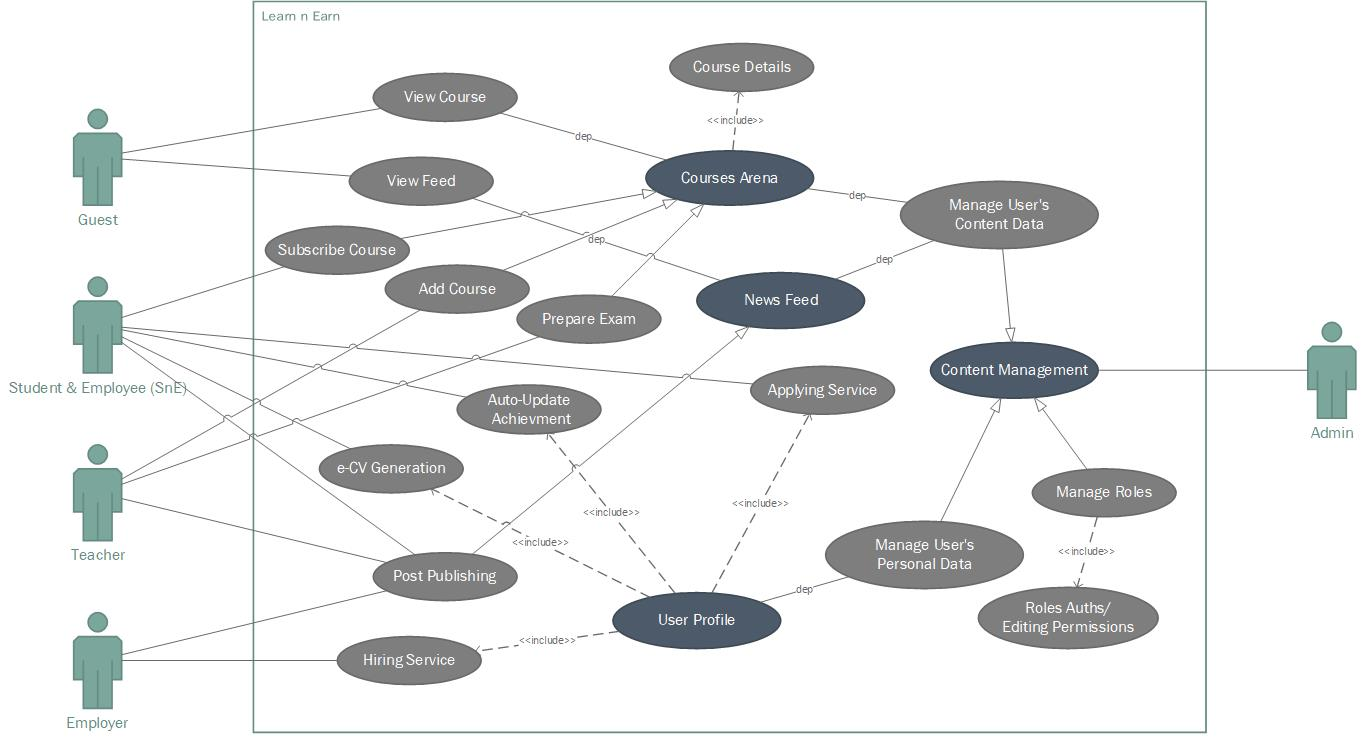 Learn n Earn
Course Details
View Course
<<include>>
dep
Guest
View Feed
Courses Arena
dep
Manage User's
Content Data
Subscribe Course
dep
dep
Add Course
News Feed
Prepare Exam
Student & Employee (SnE)
Content Management
Admin
Auto-Update
Achievment
Applying Service
e-CV Generation
Manage Roles
<<include>>
<<include>>
<<include>>
<<include>>
Teacher
Manage User's
Personal Data
Post Publishing
dep
Roles Auths/
Editing Permissions
User Profile
<<include>>
Hiring Service
Employer